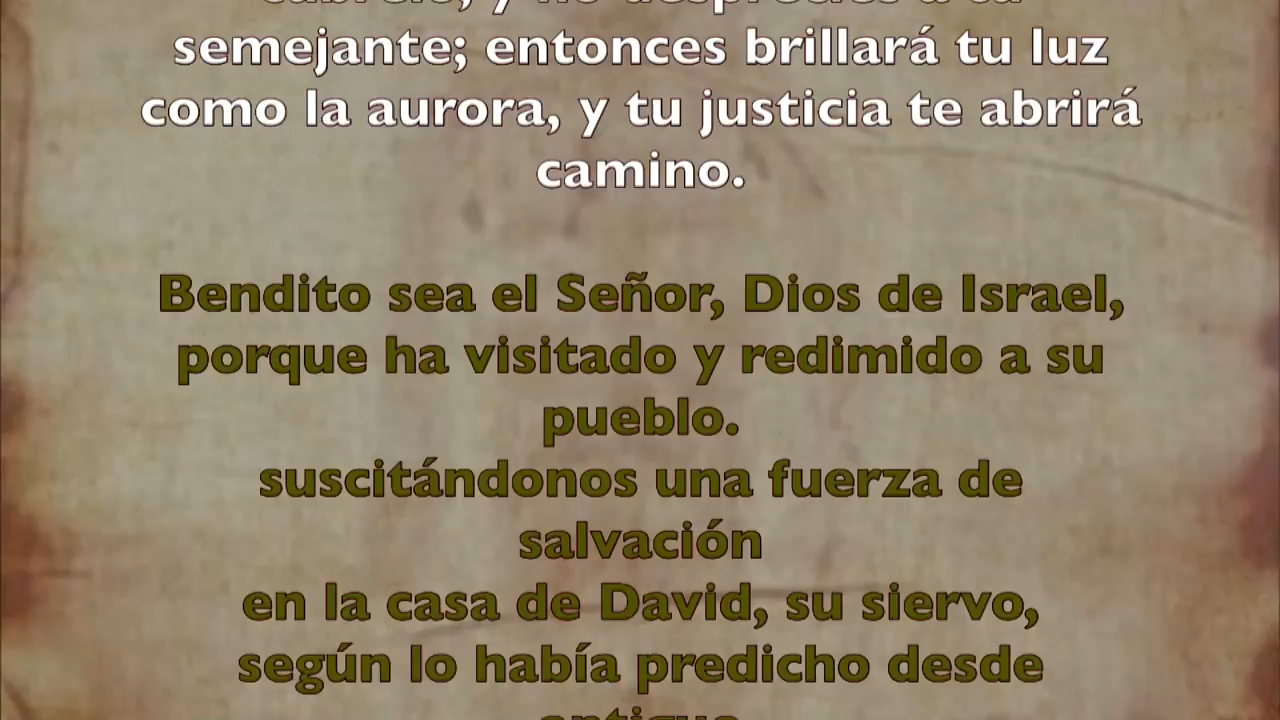 semejante; entonces brillará tu luz
como la aurora, y tu justicia te abrirá
camino.
Bendito sea el Señor, Dios de Israel,
porque ha visitado y redimido a su
pueblo.
suscitándonos una fuerza de
salvación
en la casa de David, su siervo,
según lo había predicho desde